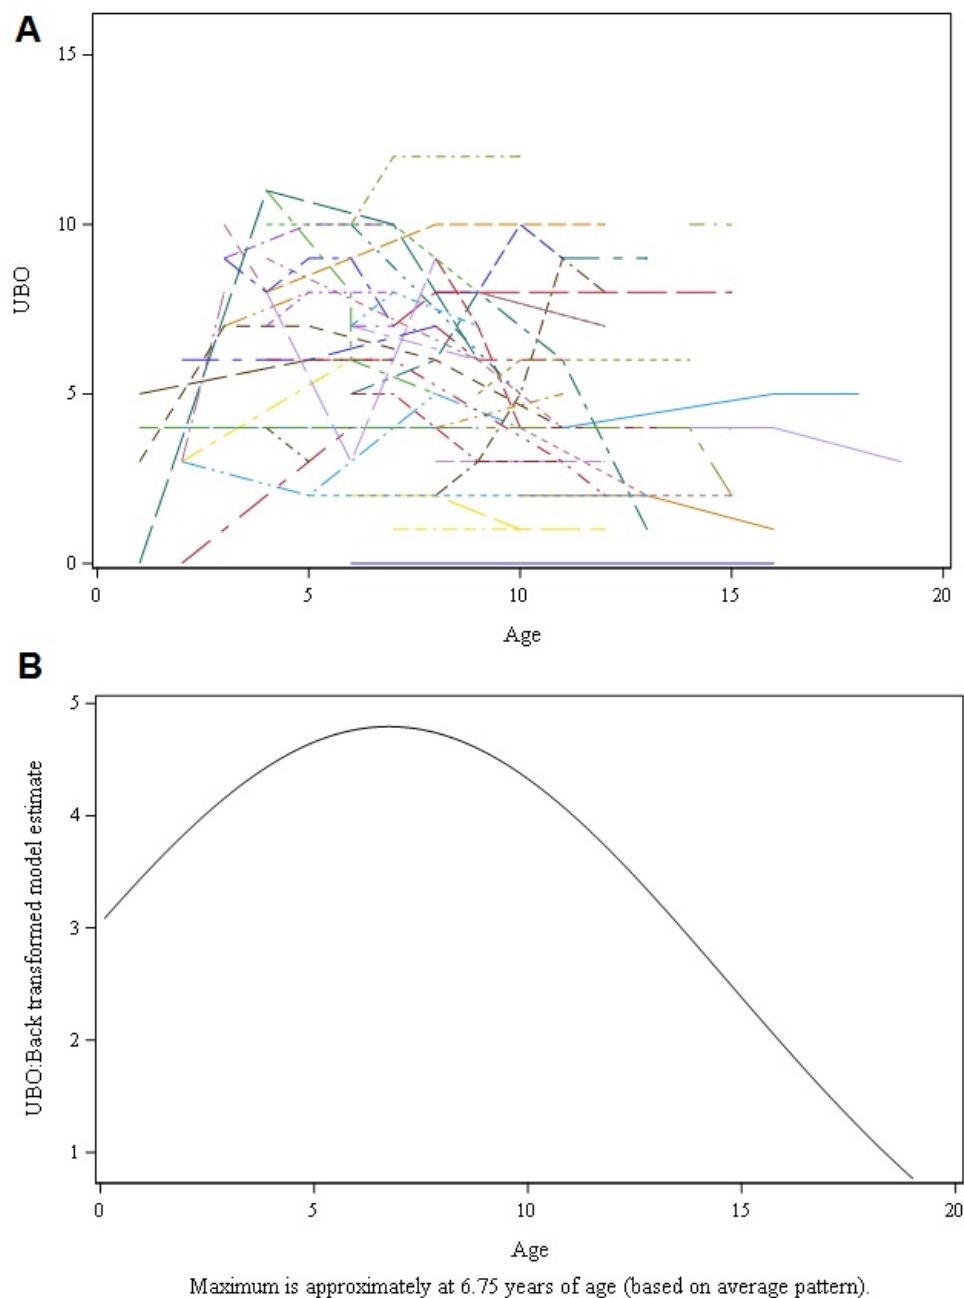 A
15
10
5
0
UBO
0 5 10 15 20
Age
B
5
4
3
2
1
UBO:Back transformed model estimate
0 5 10 15 20
Age
Maximum is approximately at 6.75 years of age (based on average pattern).